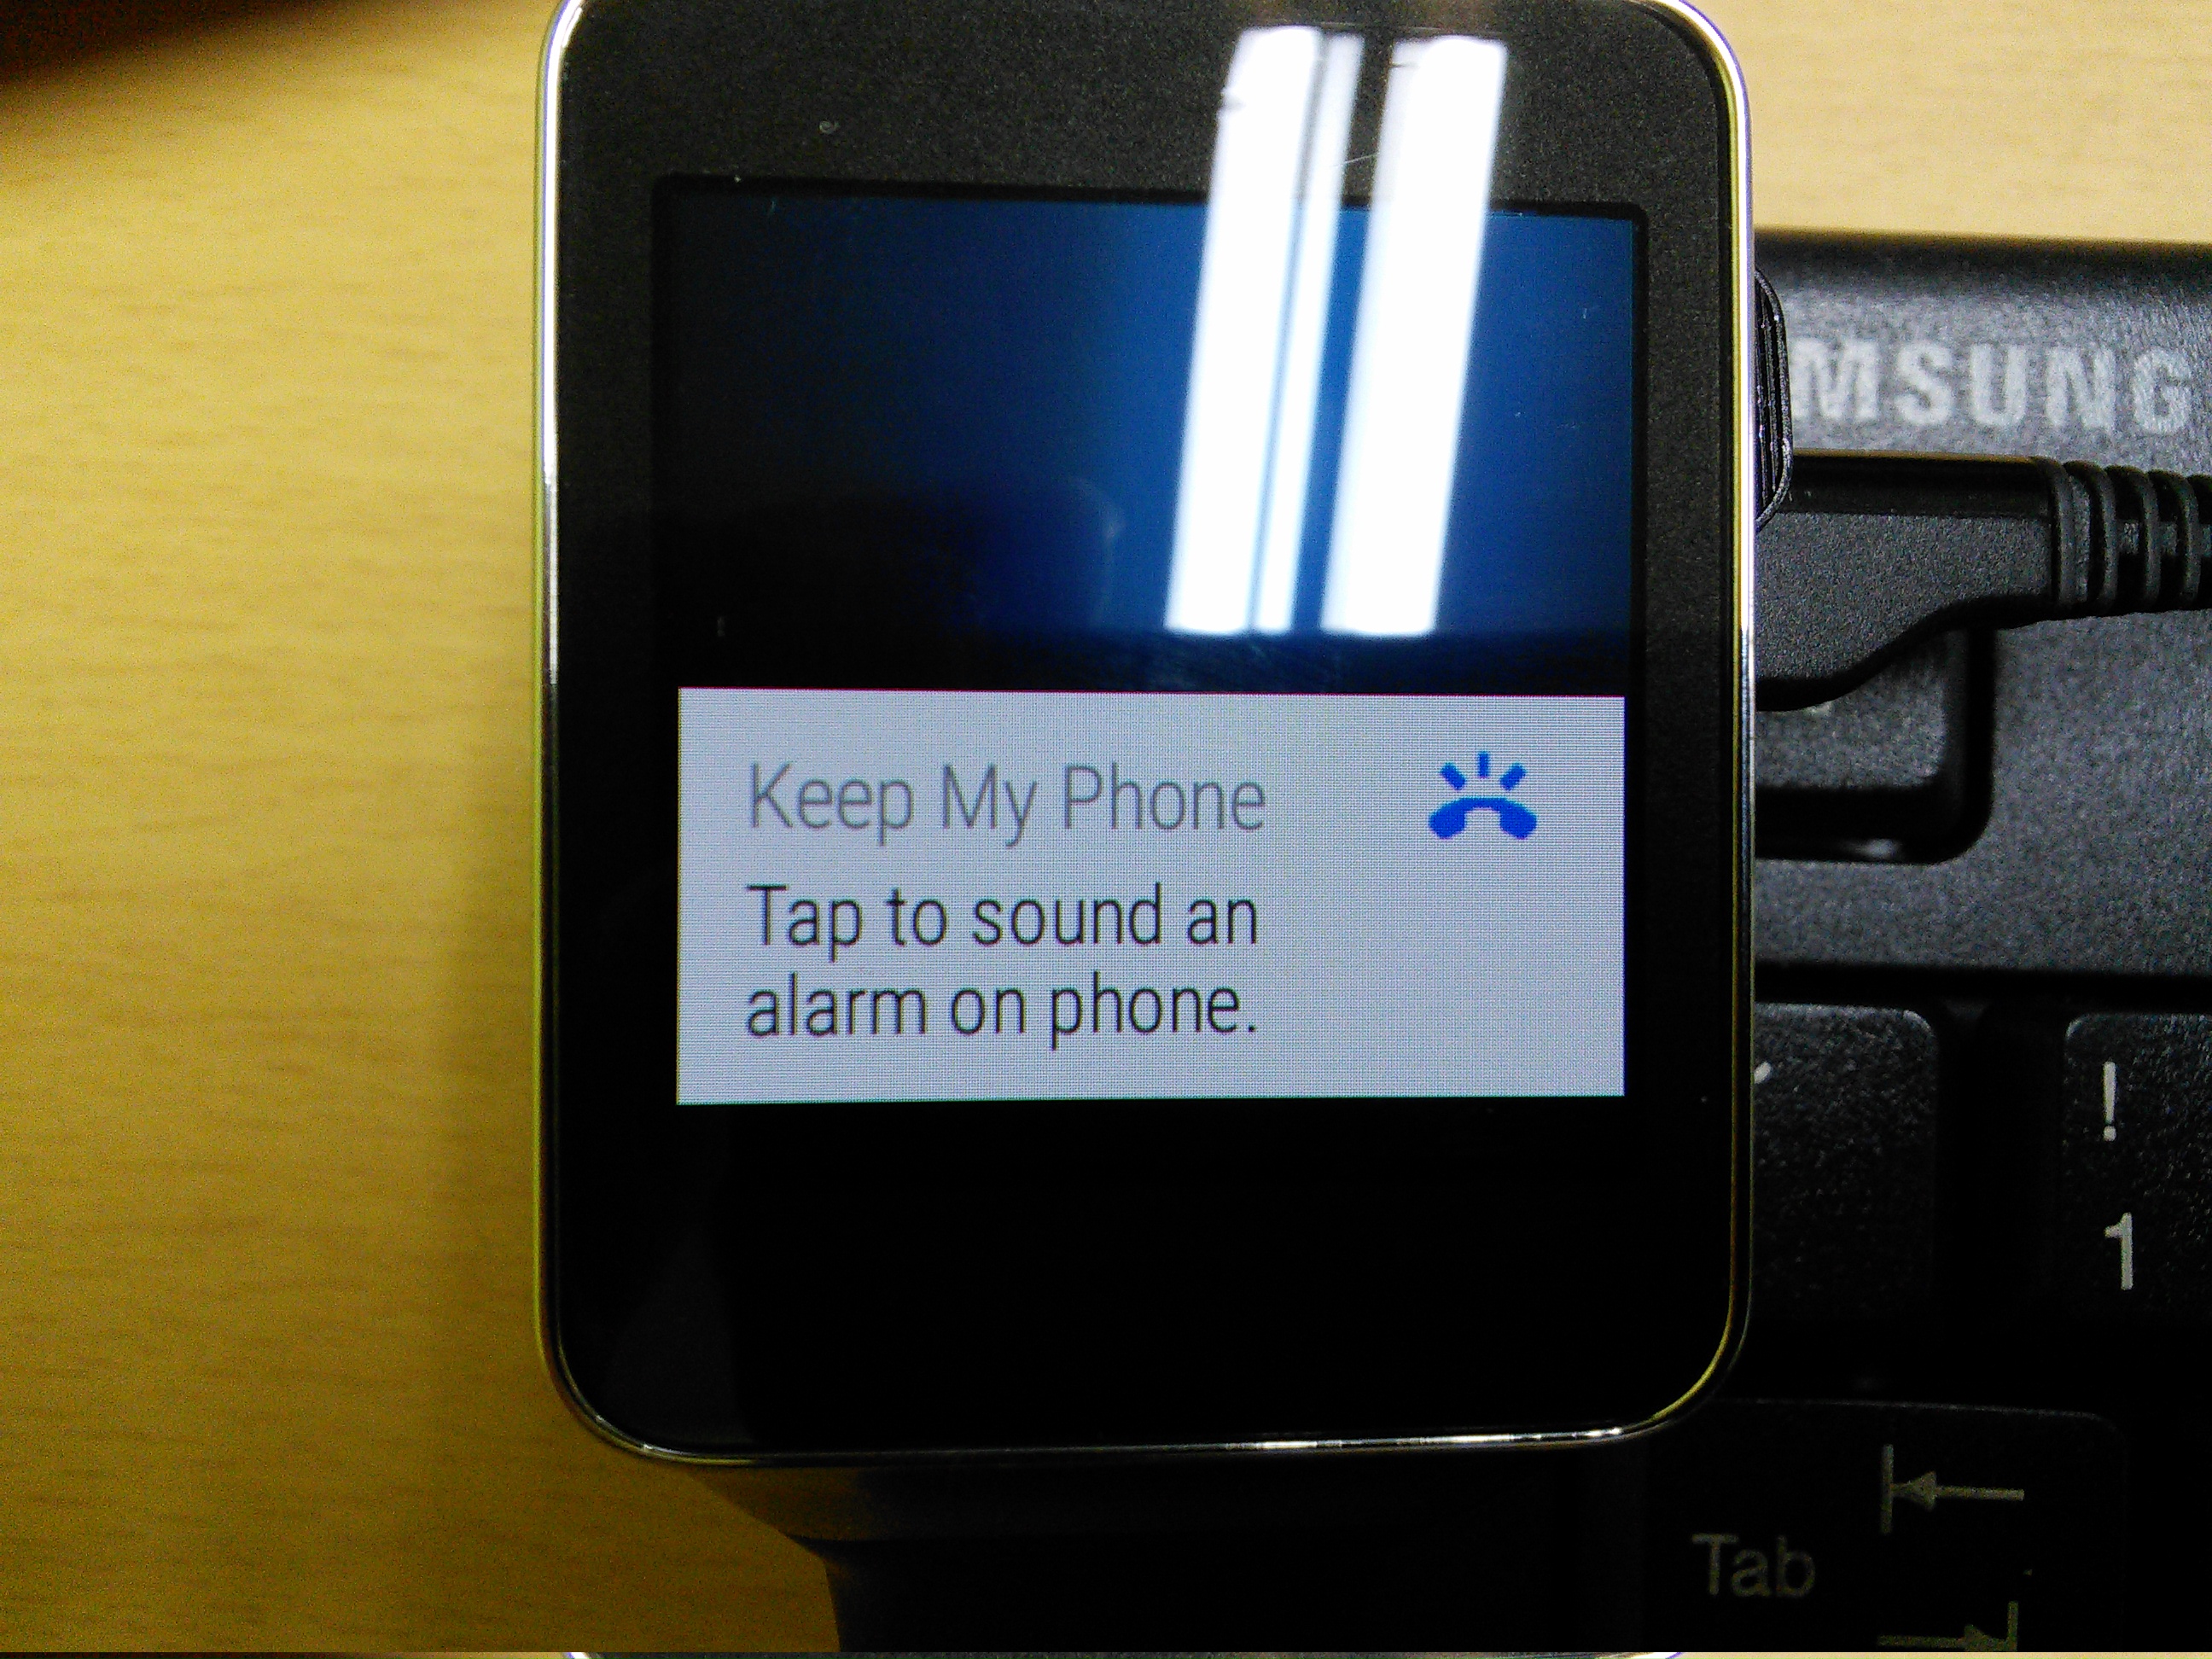 MSUNG
Keep My Phone
Tap to sound an
alarm on phone.
!
1
Tab